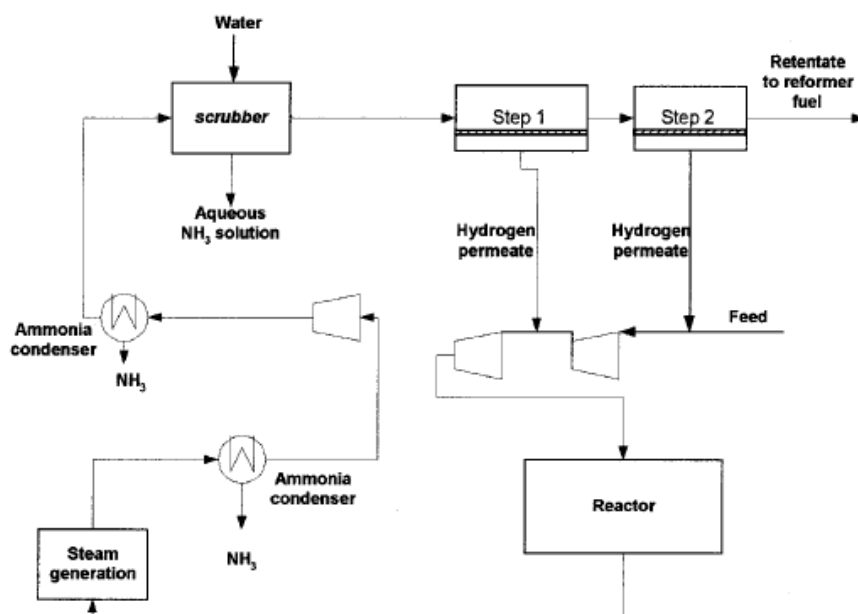 Water
scrubber
Aqueous
NH3 solution
Step 1
Step 2
Retentate
to reformer
fuel
Hydrogen
permeate
Hydrogen
permeate
Feed
Ammonia
condenser
NH3
Ammonia
condenser
NH3
Steam
generation
Reactor